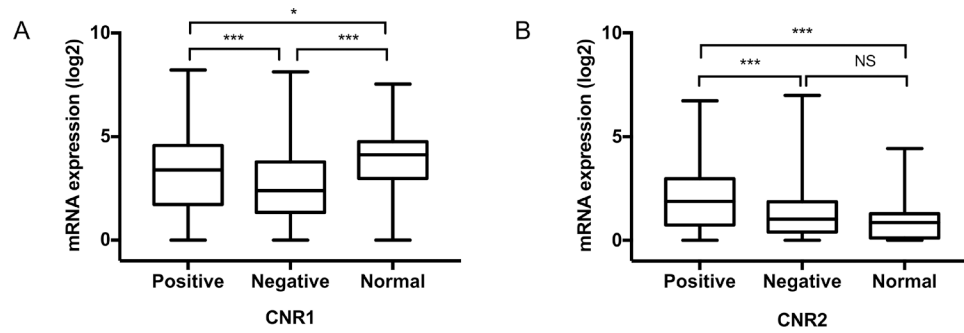 A
mRNA expression (log2)
10
5
0
*
***
***
Positive
Negative
Normal
CNR1
B
mRNA expression (log2)
10
5
0
***
***
NS
Positive
Negative
Normal
CNR2